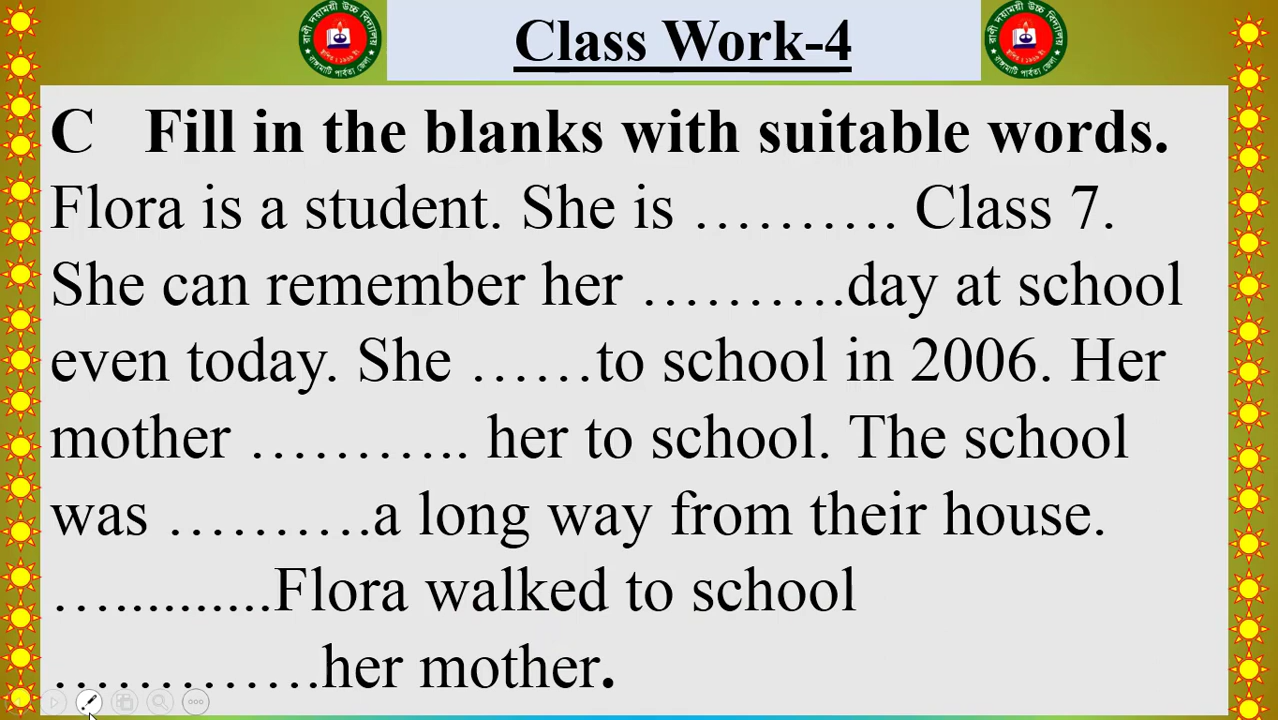 Class Work-4
C Fill in the blanks with suitable words.
Flora is a student. She is ………. Class 7.
She can remember her ……….day at school
even today. She ……to school in 2006. Her
mother ……….. her to school. The school
was ……….a long way from their house.
…..........Flora walked to school
………….her mother.